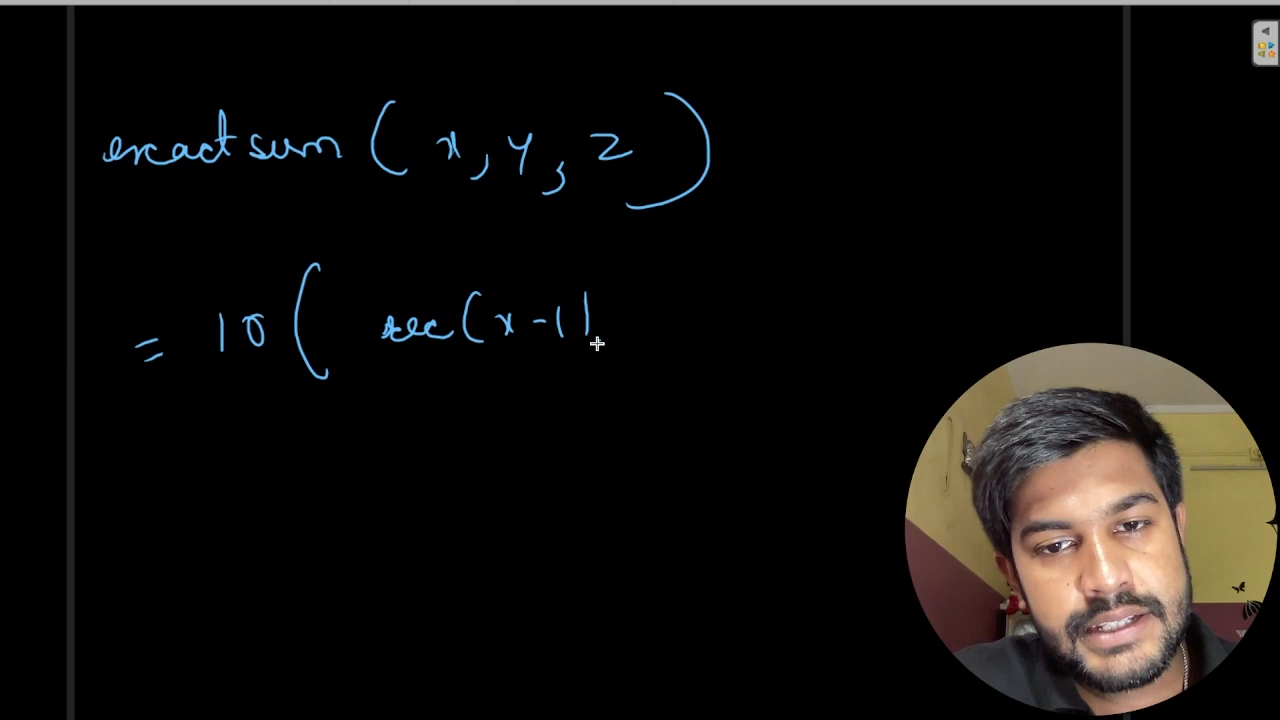 exactsum ( x, y, z )
= 10 ( rec(x-1)